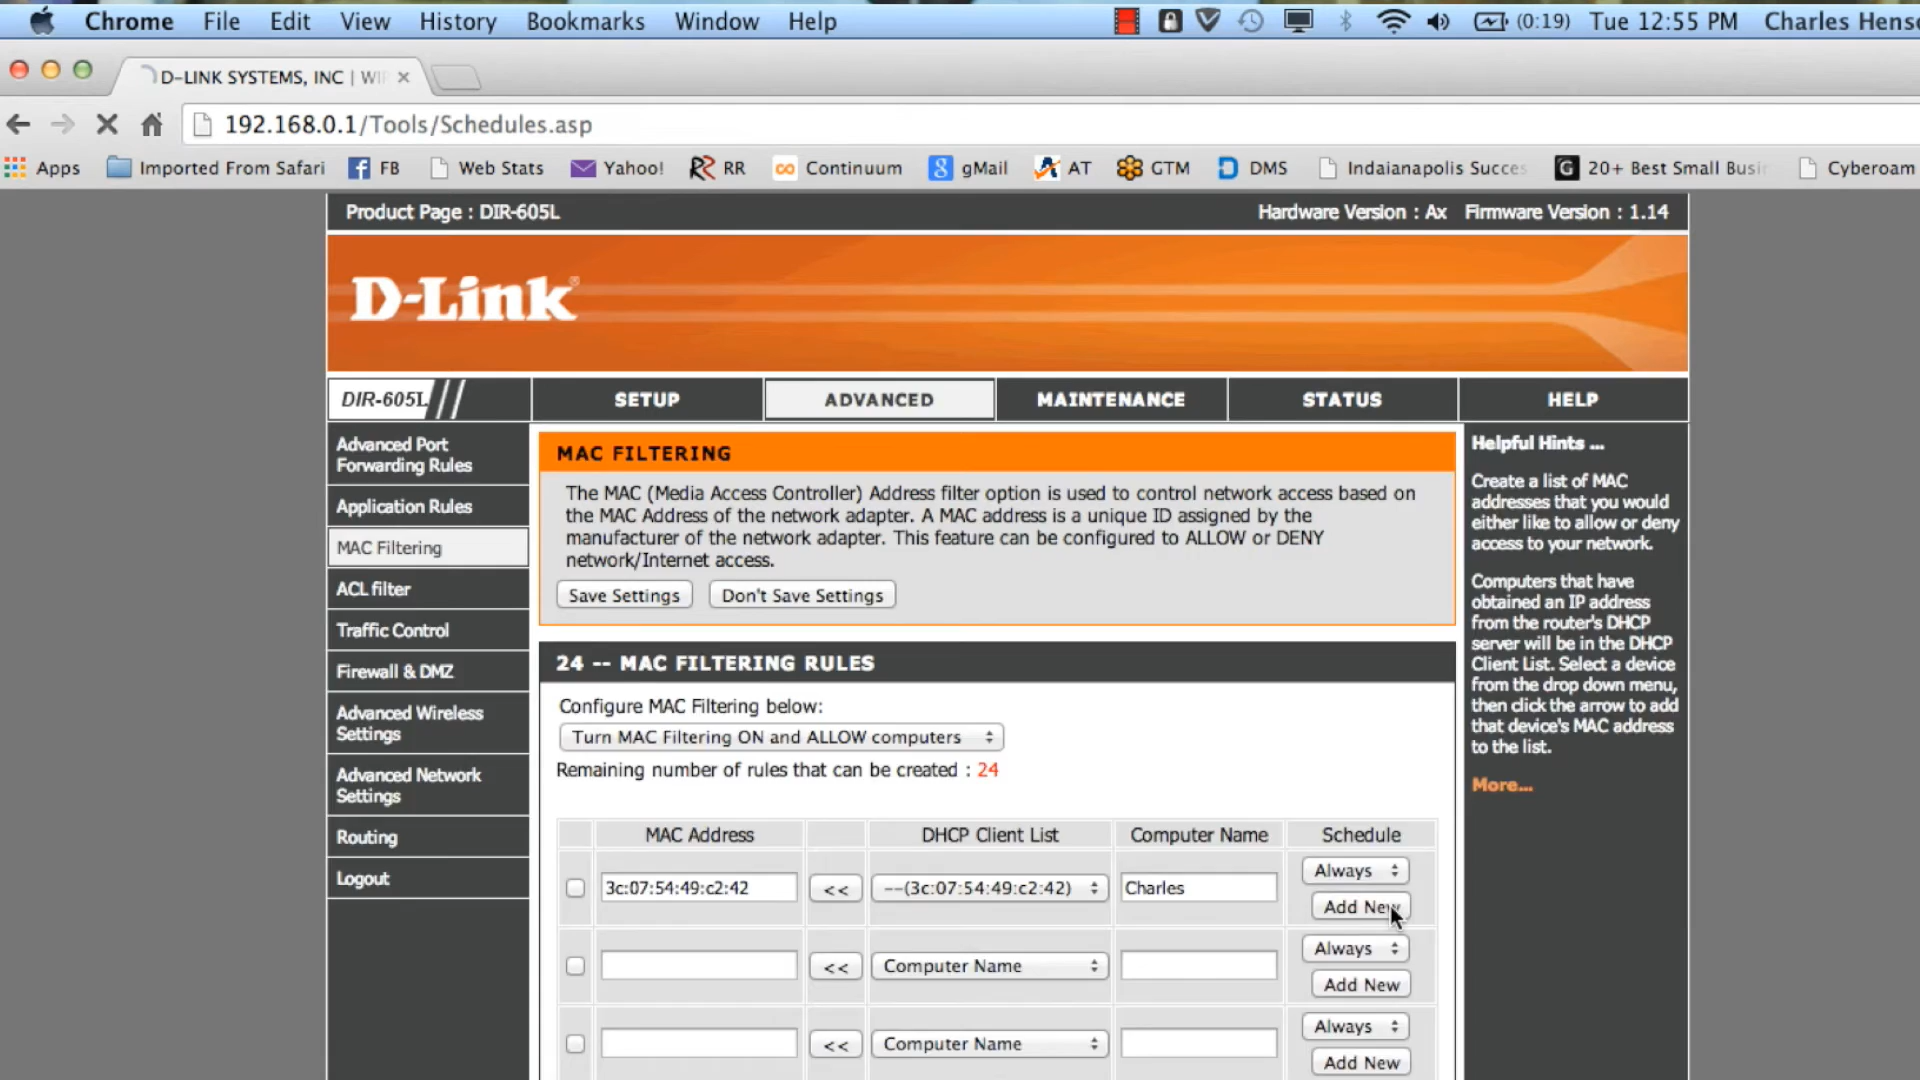 Chrome File Edit View History Bookmarks Window Help (0:19) Tue 12:55 PM Charles Hens
D-LINK SYSTEMS, INC | WI
192.168.0.1/Tools/Schedules.asp
Apps Imported From Safari FB Web Stats Yahoo! RR Continuum gMail AT GTM DMS Indaianapolis Succes 20+ Best Small Busi Cyberoam
Product Page : DIR-605L Hardware Version : Ax Firmware Version : 1.14
D-Link
DIR-605L SETUP ADVANCED MAINTENANCE STATUS HELP
Advanced Port
Forwarding Rules
Application Rules
MAC Filtering
ACL filter
Traffic Control
Firewall & DMZ
Advanced Wireless
Settings
Advanced Network
Settings
Routing
Logout
MAC FILTERING
The MAC (Media Access Controller) Address filter option is used to control network access based on
the MAC Address of the network adapter. A MAC address is a unique ID assigned by the
manufacturer of the network adapter. This feature can be configured to ALLOW or DENY
network/Internet access.
Save Settings Don't Save Settings
24 -- MAC FILTERING RULES
Configure MAC Filtering below:
Turn MAC Filtering ON and ALLOW computers
Remaining number of rules that can be created : 24
MAC Address DHCP Client List Computer Name Schedule
3c:07:54:49:c2:42 << --(3c:07:54:49:c2:42) Charles Always
Add New
<< Computer Name Always
Add New
<< Computer Name Always
Add New
Helpful Hints ...
Create a list of MAC
addresses that you would
either like to allow or deny
access to your network.
Computers that have
obtained an IP address
from the router's DHCP
server will be in the DHCP
Client List. Select a device
from the drop down menu,
then click the arrow to add
that device's MAC address
to the list.
More...